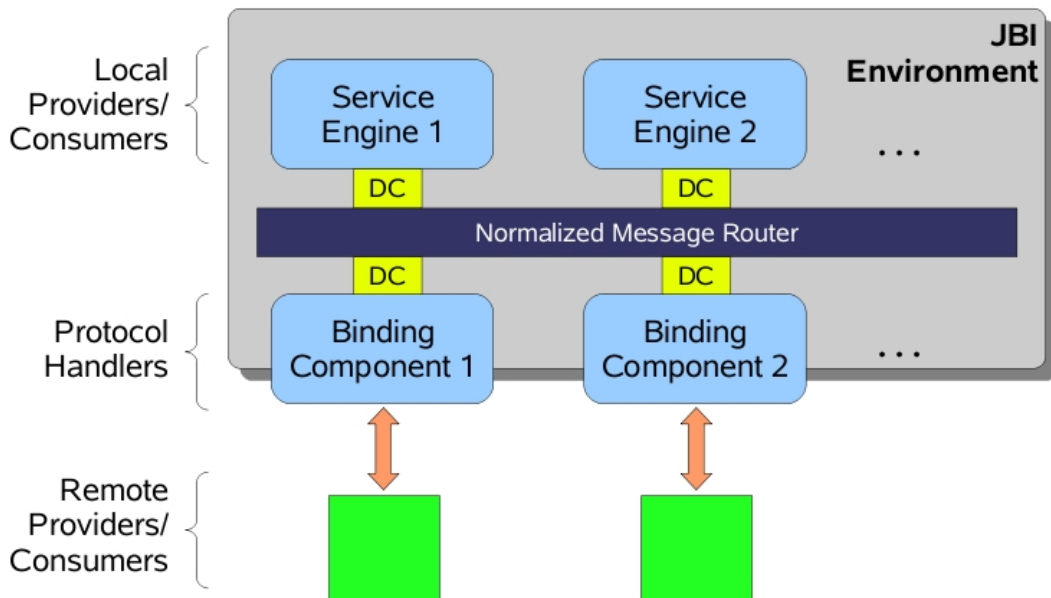 Local
Providers/
Consumers
JBI
Environment
Service
Engine 1
Service
Engine 2
. . .
DC
DC
Normalized Message Router
DC
DC
Protocol
Handlers
Binding
Component 1
Binding
Component 2
. . .
Remote
Providers/
Consumers